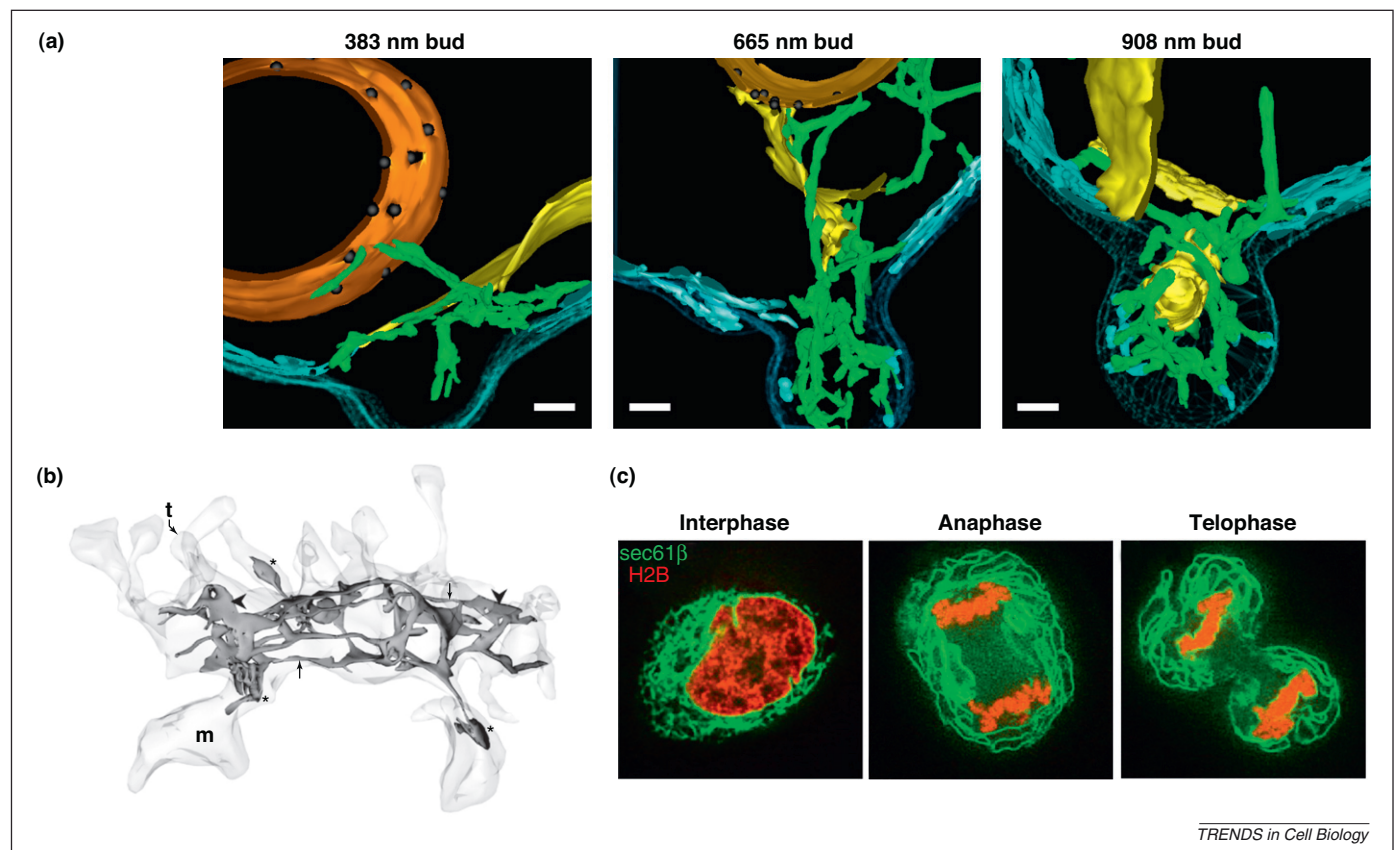 (a)
383 nm bud
665 nm bud
908 nm bud
(b)
t
*
m
*
*
(c)
Interphase
Anaphase
Telophase
sec61β
H2B
TRENDS in Cell Biology